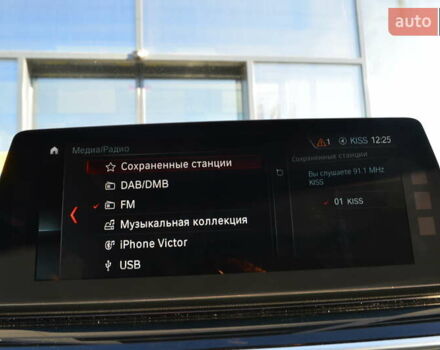 auto
Медиа/Радио
1 KISS 12:25
Сохраненные станции
DAB/DMB
FM
Музыкальная коллекция
iPhone Victor
USB
Сохраненные станции
Вы слушаете 91.1 MHz
KISS
01 KISS